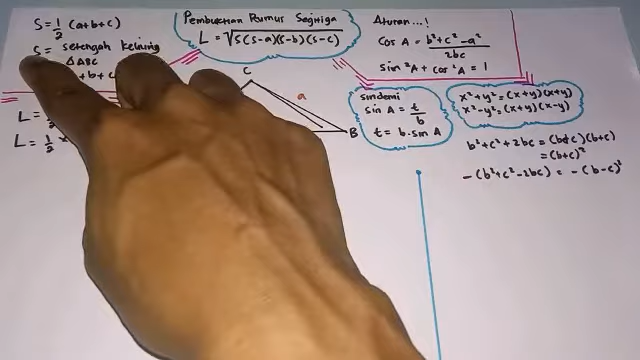 S = 1/2 (a+b+c)
S = setengah keliling
ΔABC
+ b + c
L =
L = 1/2
Pembuktian Rumus Segitiga
L = √S(S-a)(S-b)(S-c)
Aturan...!
cos A = b²+c²-a² / 2bc
sin²A + cos²A = 1
C
a
B
sindemi
sin A = t/b
t = b.sin A
x²+y² = (x+y)(x+y)
x²-y² = (x+y)(x-y)
b²+c²+2bc = (b+c)(b+c)
= (b+c)²
-(b²+c²-2bc) = -(b-c)²